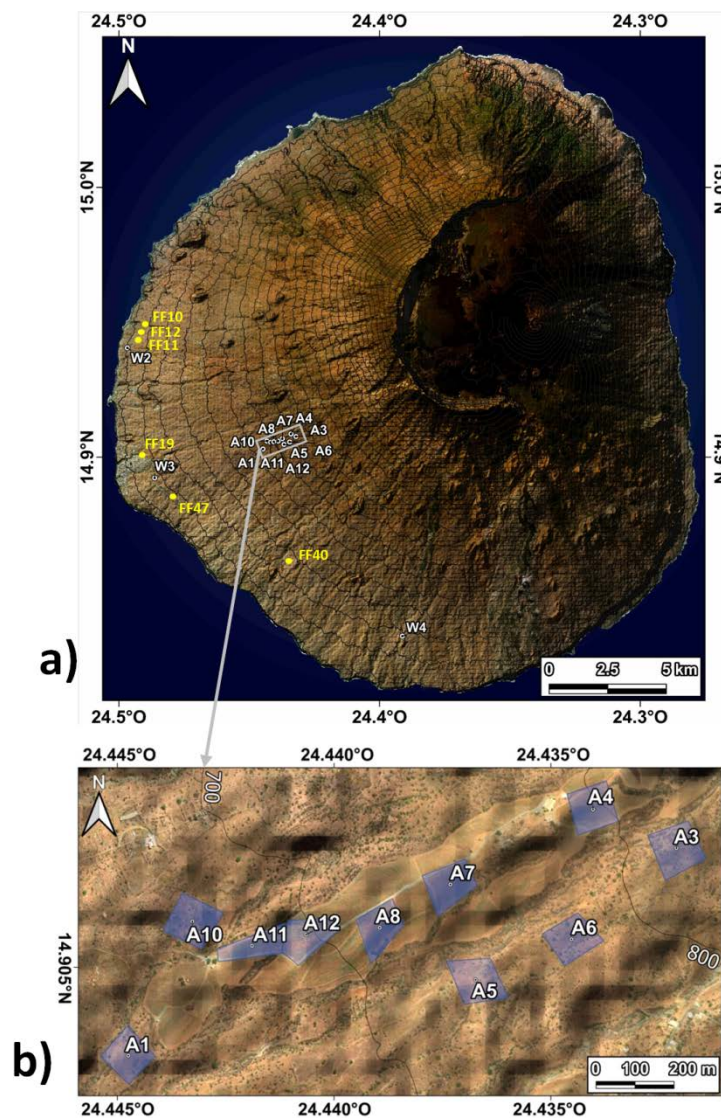 24.5°O 24.4°O 24.3°O
N
15.0°N 15.0°N
FF10
FF12
FF11
W2
A7 A4
A8 A3
A10
14.9°N 14.9°N
FF19
A5 A6
A1 A11 A12
W3
FF47
FF40
W4
a)
0 2.5 5 km
24.5°O 24.4°O 24.3°O
24.445°O 24.440°O 24.435°O
N
700
A4
A3
A7
A10 A11 A12 A8 A6
800
14.905°N
A5
A1
b)
0 100 200 m
24.445°O 24.440°O 24.435°O